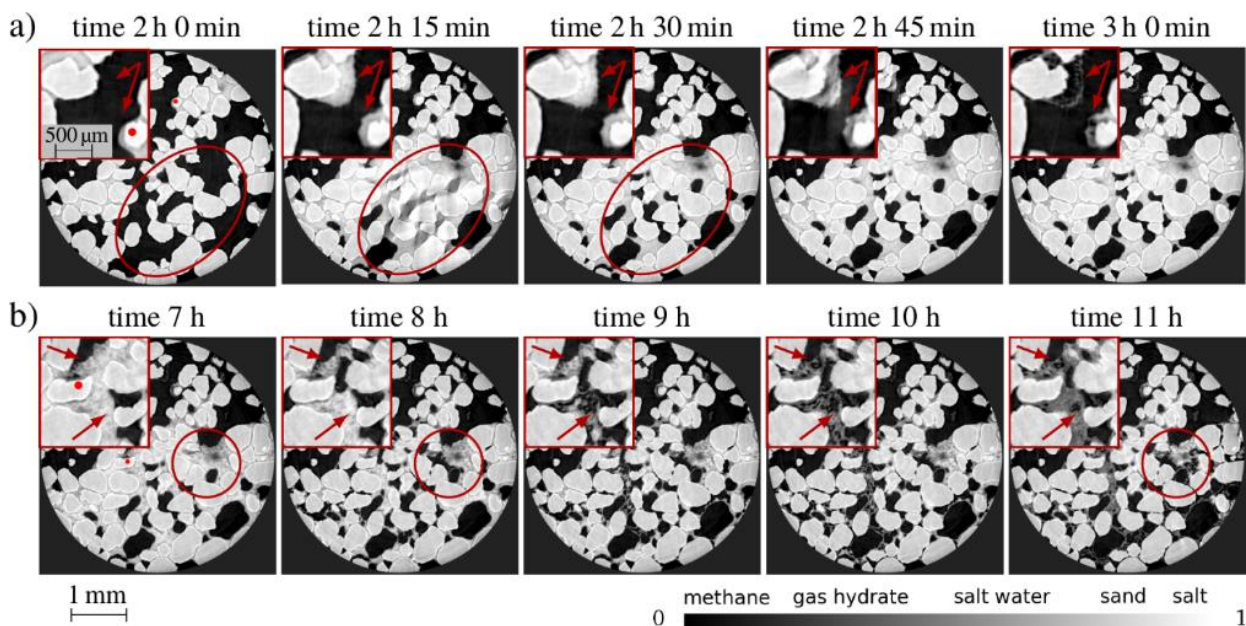 a) time 2 h 0 min time 2 h 15 min time 2 h 30 min time 2 h 45 min time 3 h 0 min
500 μm
b) time 7 h time 8 h time 9 h time 10 h time 11 h
1 mm
methane gas hydrate salt water sand salt
0 1